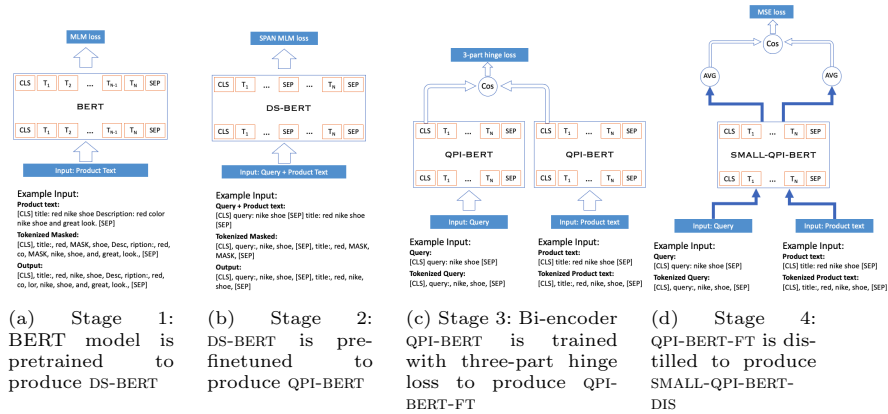 MLM loss
CLS T1 T2 ... TN-1 TN SEP
BERT
CLS T1 T2 ... TN-1 TN SEP
Input: Product Text
Example Input:
Product text:
[CLS] title: red nike shoe Description: red color
nike shoe and great look. [SEP]
Tokenized Masked:
[CLS], title:, red, MASK, shoe, Desc, ription:, red,
co, MASK, nike, shoe, and, great, look., [SEP]
Output:
[CLS], title:, red, nike, shoe, Desc, ription:, red,
co, lor, nike, shoe, and, great, look., [SEP]
(a) Stage 1:
BERT model is
pretrained to
produce DS-BERT
SPAN MLM loss
CLS T1 ... SEP ... TN SEP
DS-BERT
CLS T1 ... SEP ... TN SEP
Input: Query + Product Text
Example Input:
Query + Product text:
[CLS] query: nike shoe [SEP] title: red nike shoe
[SEP]
Tokenized Masked:
[CLS], query:, nike, shoe, [SEP], title:, red, MASK,
MASK, [SEP]
Output:
[CLS], query:, nike, shoe, [SEP], title:, red, nike,
shoe, [SEP]
(b) Stage 2:
DS-BERT is pre-
finetuned to
produce QPI-BERT
3-part hinge loss
Cos
CLS T1 ... TN SEP
QPI-BERT
CLS T1 ... TN SEP
Input: Query
Example Input:
Query:
[CLS] query: nike shoe [SEP]
Tokenized Query:
[CLS], query:, nike, shoe, [SEP]
CLS T1 ... TN SEP
QPI-BERT
CLS T1 ... TN SEP
Input: Product Text
Example Input:
Product text:
[CLS] title: red nike shoe [SEP]
Tokenized Product text:
[CLS], title:, red, nike, shoe, [SEP]
(c) Stage 3: Bi-encoder
QPI-BERT is trained
with three-part hinge
loss to produce QPI-
BERT-FT
MSE loss
Cos
AVG AVG
CLS T1 ... TN SEP
SMALL-QPI-BERT
CLS T1 ... TN SEP
Input: Query
Example Input:
Query:
[CLS] query: nike shoe [SEP]
Tokenized Query:
[CLS], query:, nike, shoe, [SEP]
Input: Product text
Example Input:
Product text:
[CLS] title: red nike shoe [SEP]
Tokenized Product text:
[CLS], title:, red, nike, shoe, [SEP]
(d) Stage 4:
QPI-BERT-FT is dis-
tilled to produce
SMALL-QPI-BERT-
DIS